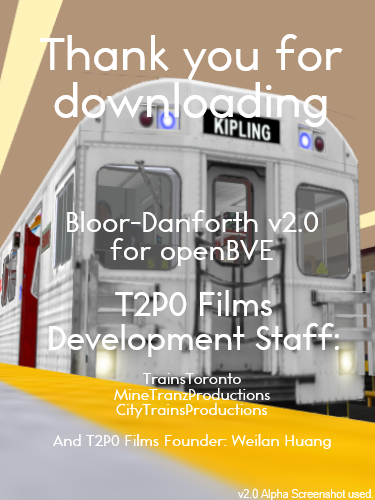 Thank you for
downloading
KIPLING
Bloor-Danforth v2.0
for openBVE
T2P0 Films
Development Staff:
TrainsToronto
MineTranzProductions
CityTrainsProductions
And T2P0 Films Founder: Weilan Huang
v2.0 Alpha Screenshot used